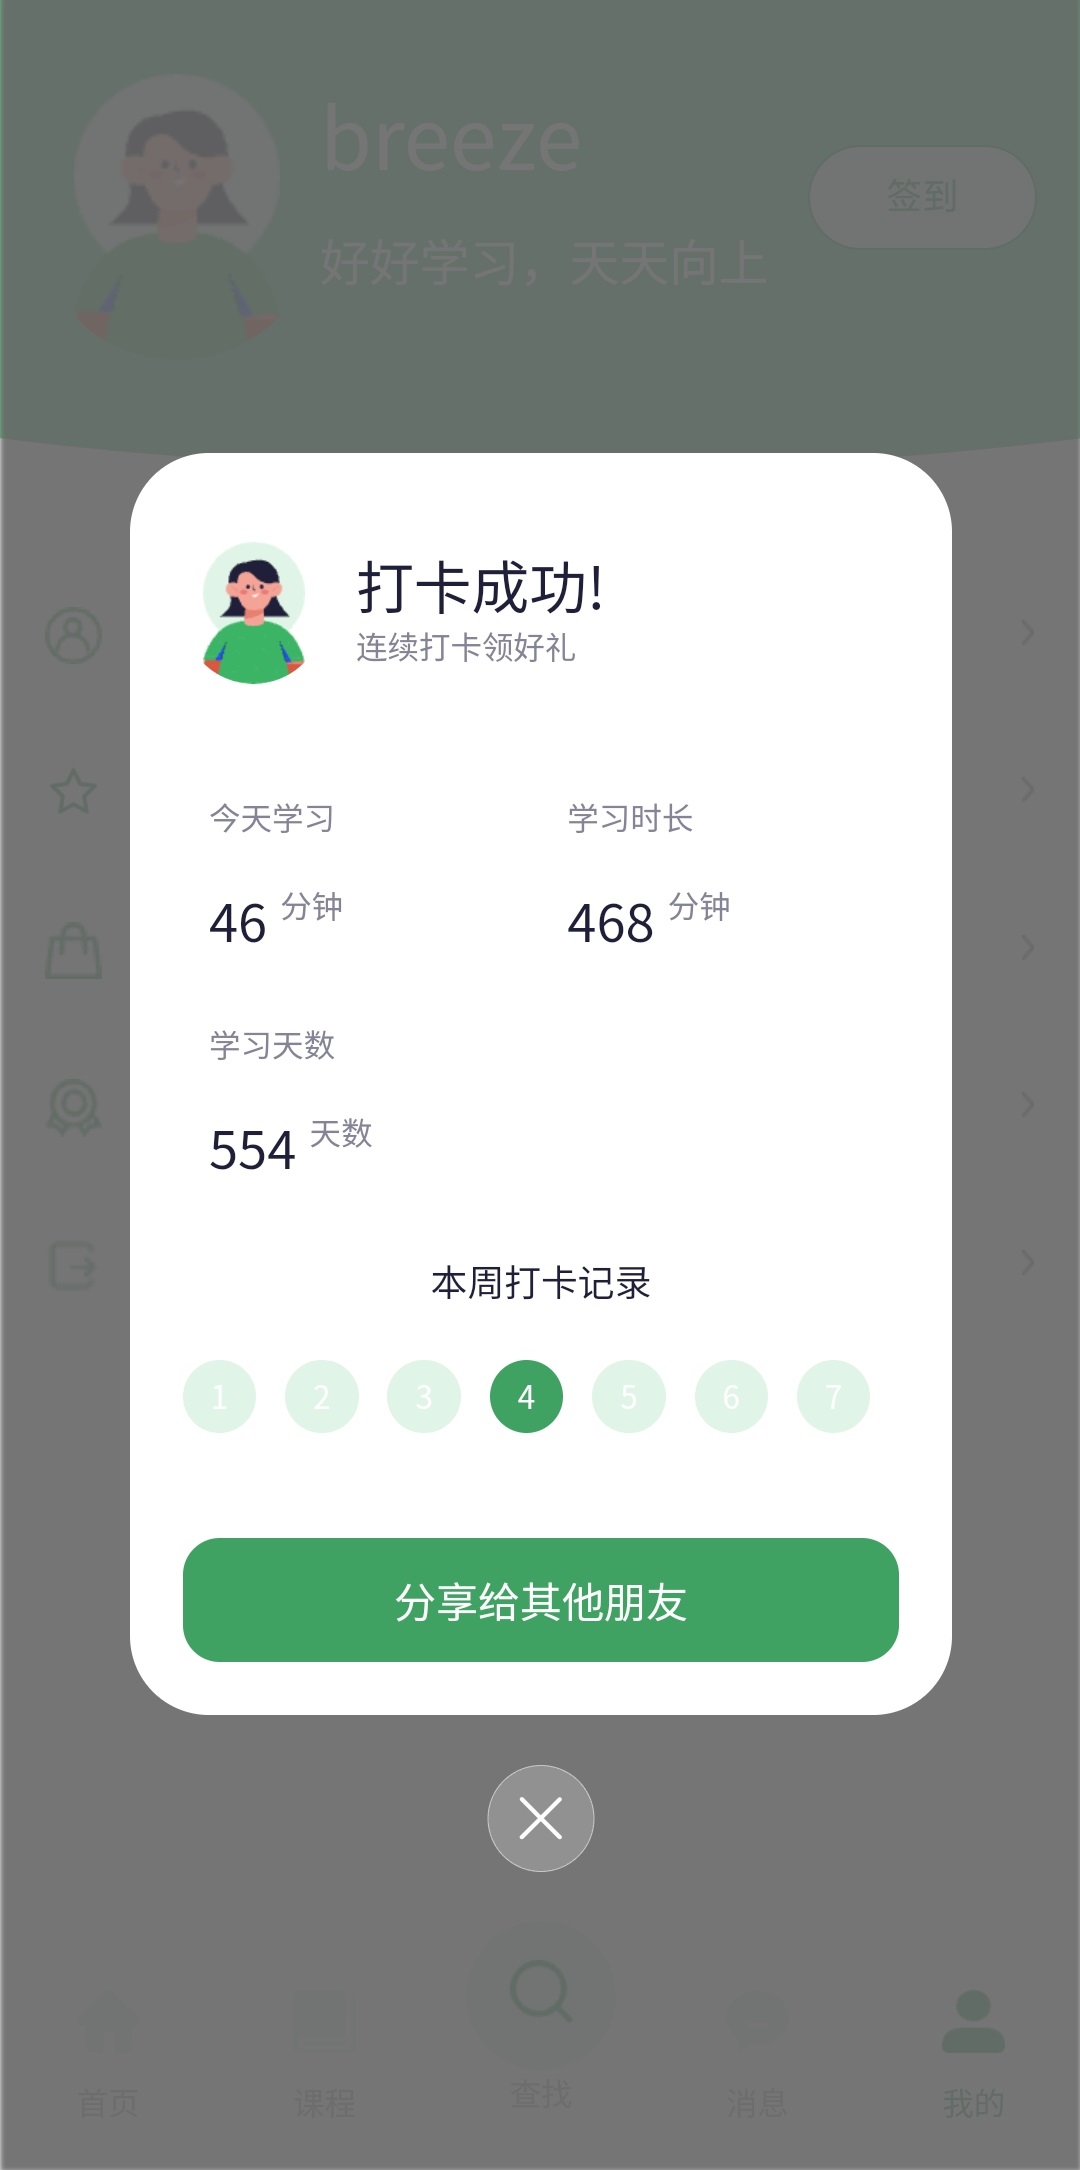 breeze
签到
好好学习，天天向上
打卡成功!
连续打卡领好礼
今天学习
学习时长
46 分钟
468 分钟
学习天数
554 天数
本周打卡记录
1 2 3 4 5 6 7
分享给其他朋友
首页 课程 查找 消息 我的